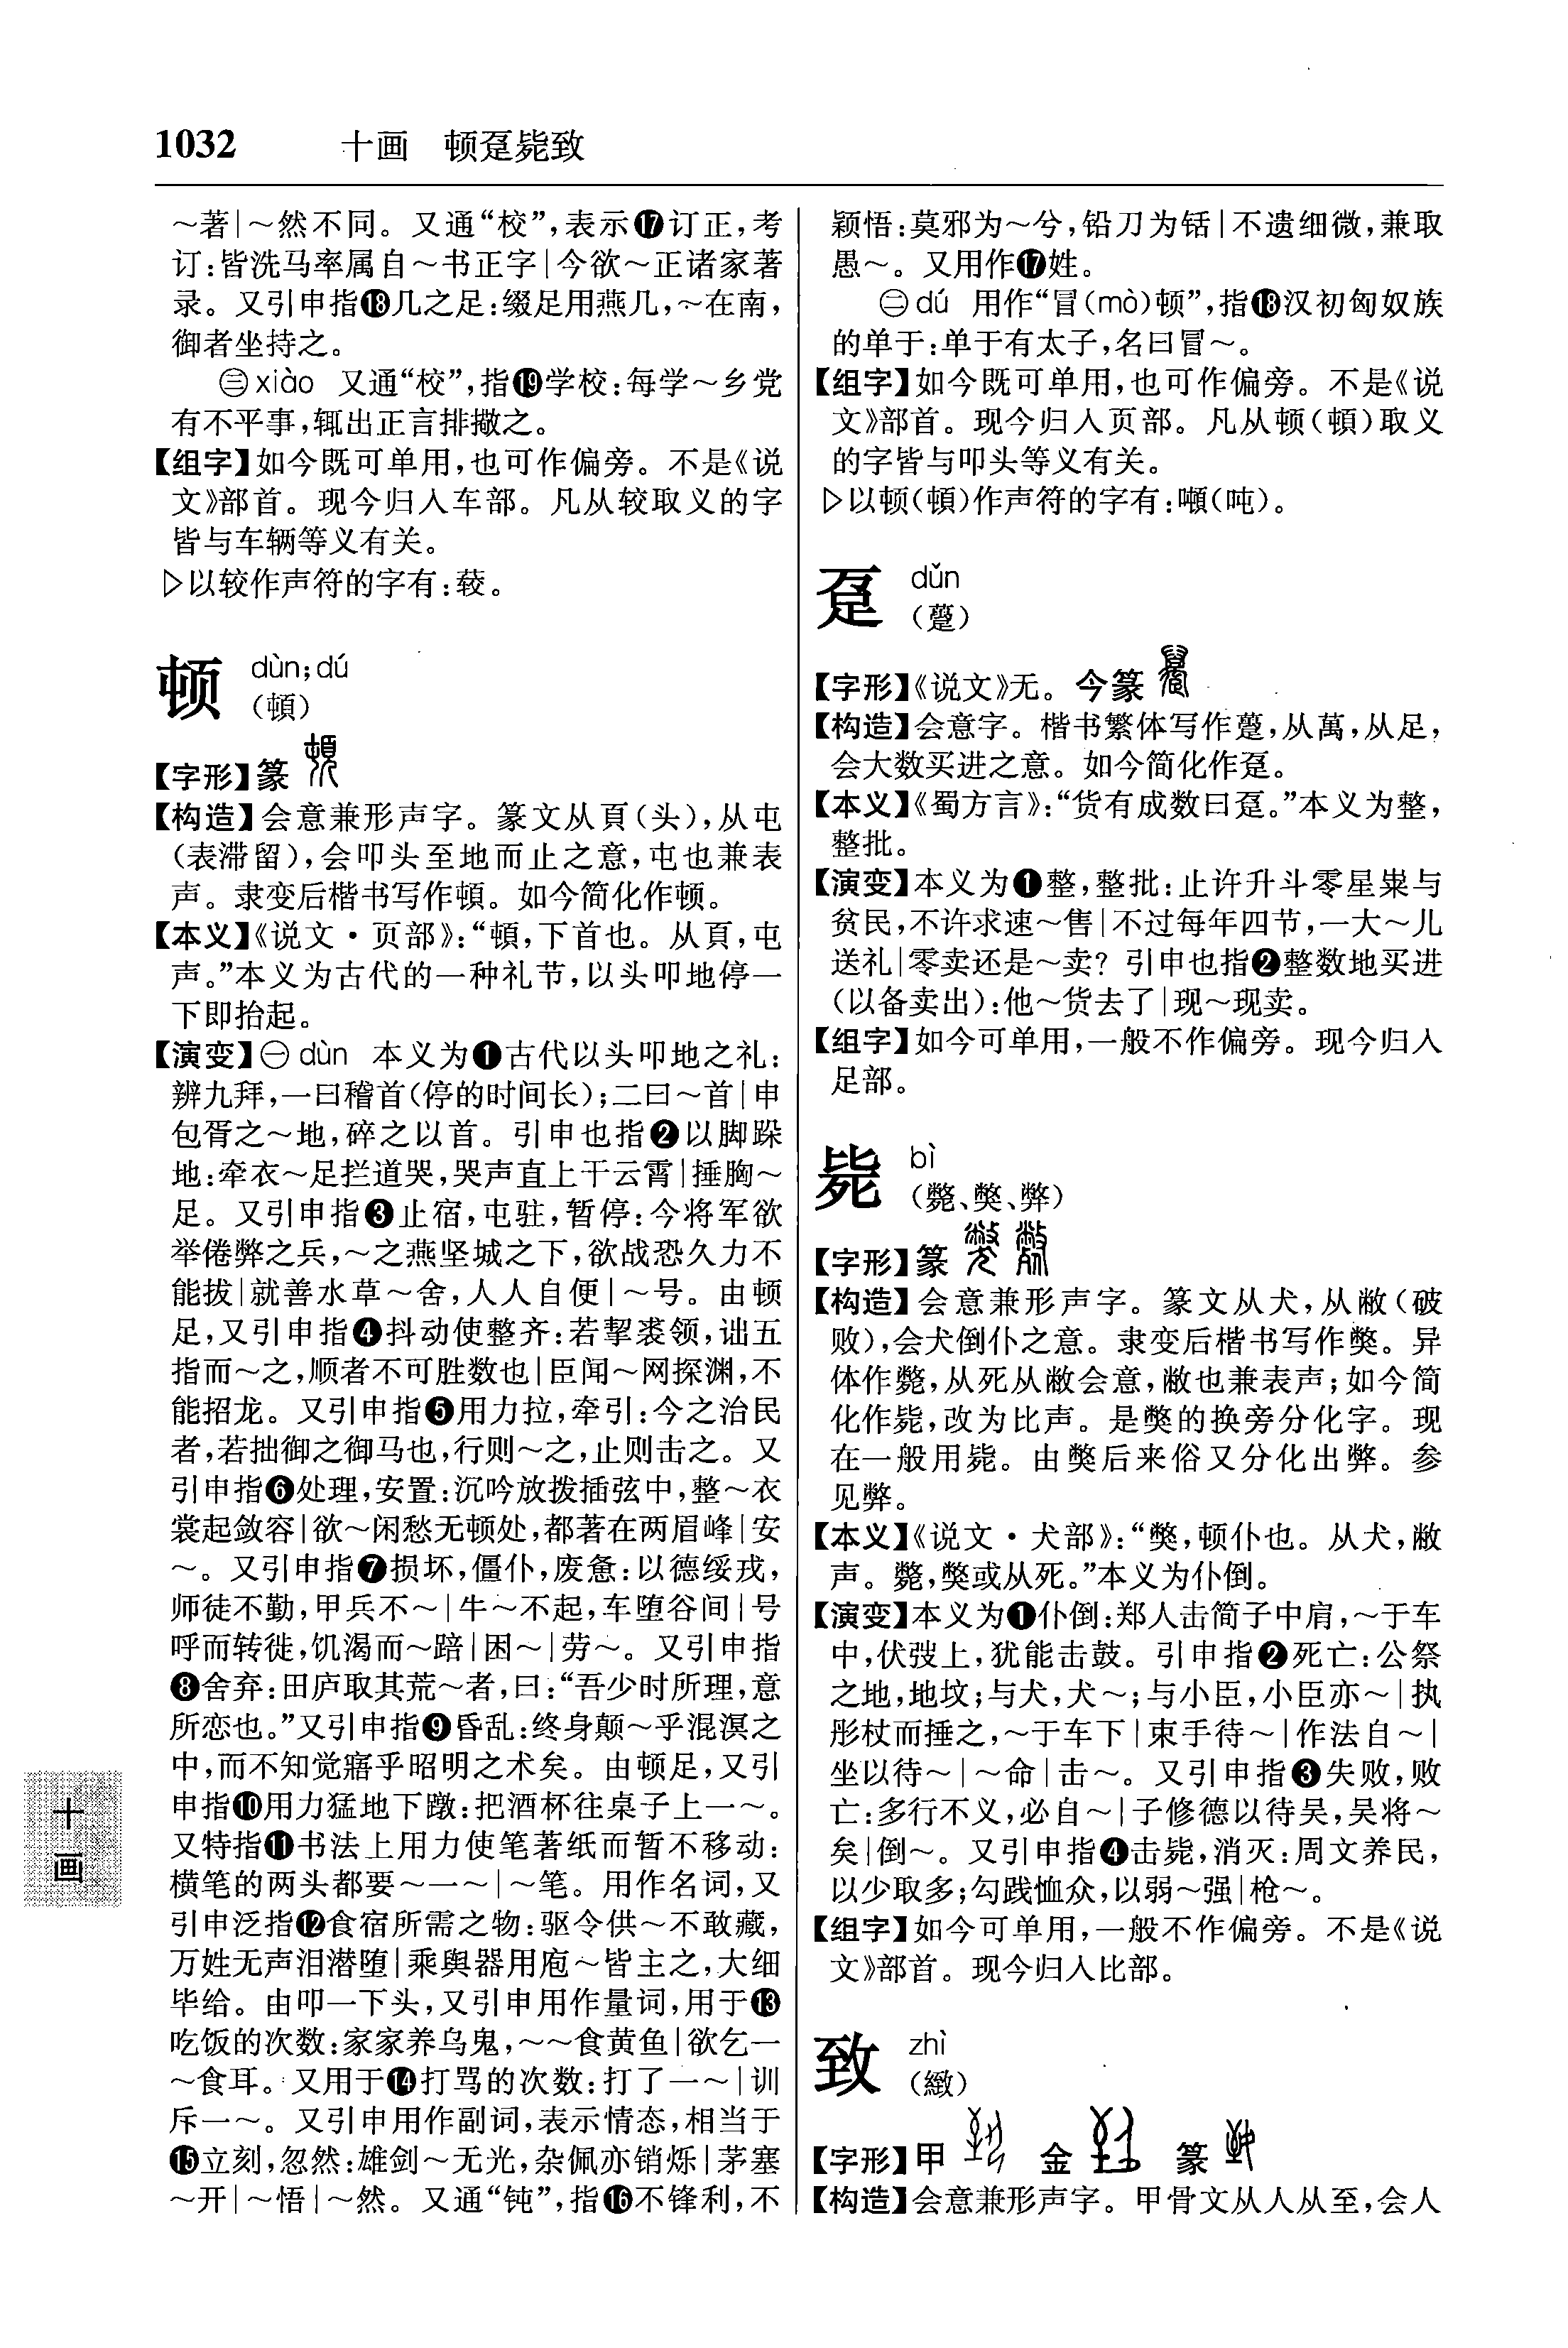 1032 十画 顿趸毙致
～著|～然不同。又通“校”,表示⓱订正,考
订:皆洗马率属自～书正字|今欲～正诸家著
录。又引申指⓲几之足:缀足用燕几,～在南,
御者坐持之。
㊂xiào 又通“校”,指⓳学校:每学～乡党
有不平事,辄出正言排撤之。
【组字】如今既可单用,也可作偏旁。不是《说
文》部首。现今归入车部。凡从较取义的字
皆与车辆等义有关。
▷以较作声符的字有:䔈。
顿 dùn;dú
(頓)
【字形】篆
【构造】会意兼形声字。篆文从頁(头),从屯
(表滞留),会叩头至地而止之意,屯也兼表
声。隶变后楷书写作頓。如今简化作顿。
【本义】《说文·页部》:“頓,下首也。从頁,屯
声。”本义为古代的一种礼节,以头叩地停一
下即抬起。
【演变】㊀dùn 本义为❶古代以头叩地之礼:
辨九拜,一曰稽首(停的时间长);二曰～首|申
包胥之～地,碎之以首。引申也指❷以脚跺
地:牵衣～足拦道哭,哭声直上干云霄|捶胸～
足。又引申指❸止宿,屯驻,暂停:今将军欲
举倦弊之兵,～之燕坚城之下,欲战恐久力不
能拔|就善水草～舍,人人自便|～号。由顿
足,又引申指❹抖动使整齐:若挈裘领,诎五
指而～之,顺者不可胜数也|臣闻～网探渊,不
能招龙。又引申指❺用力拉,牵引:今之治民
者,若拙御之御马也,行则～之,止则击之。又
引申指❻处理,安置:沉吟放拨插弦中,整～衣
裳起敛容|欲～闲愁无顿处,都著在两眉峰|安
～。又引申指❼损坏,僵仆,废惫:以德绥戎,
师徒不勤,甲兵不～|牛～不起,车堕谷间|号
呼而转徙,饥渴而～踣|困～|劳～。又引申指
❽舍弃:田庐取其荒～者,曰:“吾少时所理,意
所恋也。”又引申指❾昏乱:终身颠～乎混溟之
中,而不知觉寤乎昭明之术矣。由顿足,又引
申指❿用力猛地下蹾:把酒杯往桌子上一～。
又特指⓫书法上用力使笔著纸而暂不移动:
横笔的两头都要～一～|～笔。用作名词,又
引申泛指⓬食宿所需之物:驱令供～不敢藏,
万姓无声泪潜堕|乘舆器用庖～皆主之,大细
毕给。由叩一下头,又引申用作量词,用于⓭
吃饭的次数:家家养乌鬼,～～食黄鱼|欲乞一
～食耳。又用于⓮打骂的次数:打了一～|训
斥一～。又引申用作副词,表示情态,相当于
⓯立刻,忽然:雄剑～无光,杂佩亦销烁|茅塞
～开|～悟|～然。又通“钝”,指⓰不锋利,不
颖悟:莫邪为～兮,铅刀为铦|不遗细微,兼取
愚～。又用作⓱姓。
㊁dú 用作“冒(mò)顿”,指⓲汉初匈奴族
的单于:单于有太子,名曰冒～。
【组字】如今既可单用,也可作偏旁。不是《说
文》部首。现今归入页部。凡从顿(頓)取义
的字皆与叩头等义有关。
▷以顿(頓)作声符的字有:噸(吨)。
趸 dǔn
(躉)
【字形】《说文》无。今篆
【构造】会意字。楷书繁体写作躉,从萬,从足,
会大数买进之意。如今简化作趸。
【本义】《蜀方言》:“货有成数曰趸。”本义为整,
整批。
【演变】本义为❶整,整批:止许升斗零星粜与
贫民,不许求速～售|不过每年四节,一大～儿
送礼|零卖还是～卖?引申也指❷整数地买进
(以备卖出):他～货去了|现～现卖。
【组字】如今可单用,一般不作偏旁。现今归入
足部。
毙 bì
(斃、獘、弊)
【字形】篆
【构造】会意兼形声字。篆文从犬,从敝(破
败),会犬倒仆之意。隶变后楷书写作獘。异
体作斃,从死从敝会意,敝也兼表声;如今简
化作毙,改为比声。是獘的换旁分化字。现
在一般用毙。由獘后来俗又分化出弊。参
见弊。
【本义】《说文·犬部》:“獘,顿仆也。从犬,敝
声。斃,獘或从死。”本义为仆倒。
【演变】本义为❶仆倒:郑人击简子中肩,～于车
中,伏弢上,犹能击鼓。引申指❷死亡:公祭
之地,地坟;与犬,犬～;与小臣,小臣亦～|执
彤杖而捶之,～于车下|束手待～|作法自～|
坐以待～|～命|击～。又引申指❸失败,败
亡:多行不义,必自～|子修德以待吴,吴将～
矣|倒～。又引申指❹击毙,消灭:周文养民,
以少取多;勾践恤众,以弱～强|枪～。
【组字】如今可单用,一般不作偏旁。不是《说
文》部首。现今归入比部。
致 zhì
(緻)
【字形】甲 金 篆
【构造】会意兼形声字。甲骨文从人从至,会人
十
画